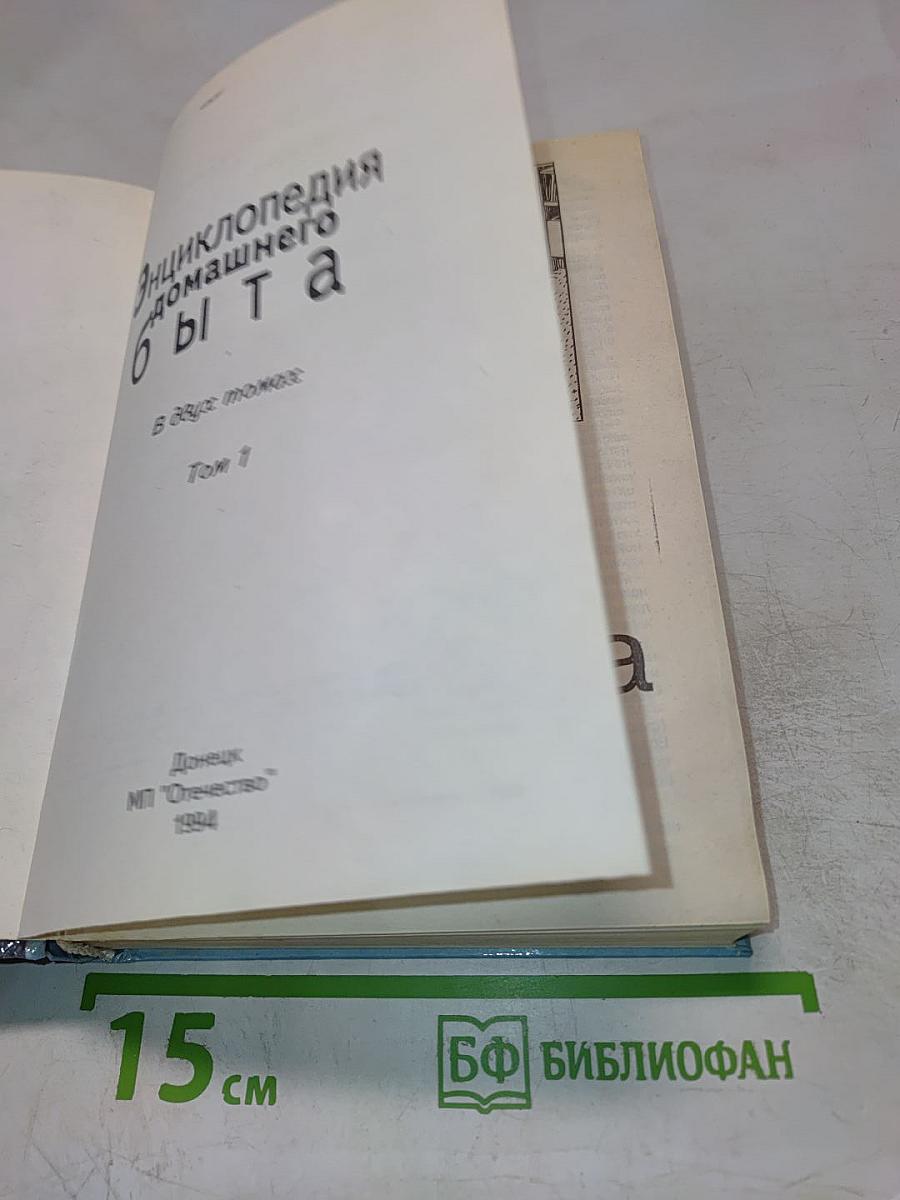 Энциклопедия
домашнего
быта
В двух томах
Том 1
Донецк
МП "Отечество"
1994
а
15 см
БФ БИБЛИОФАН